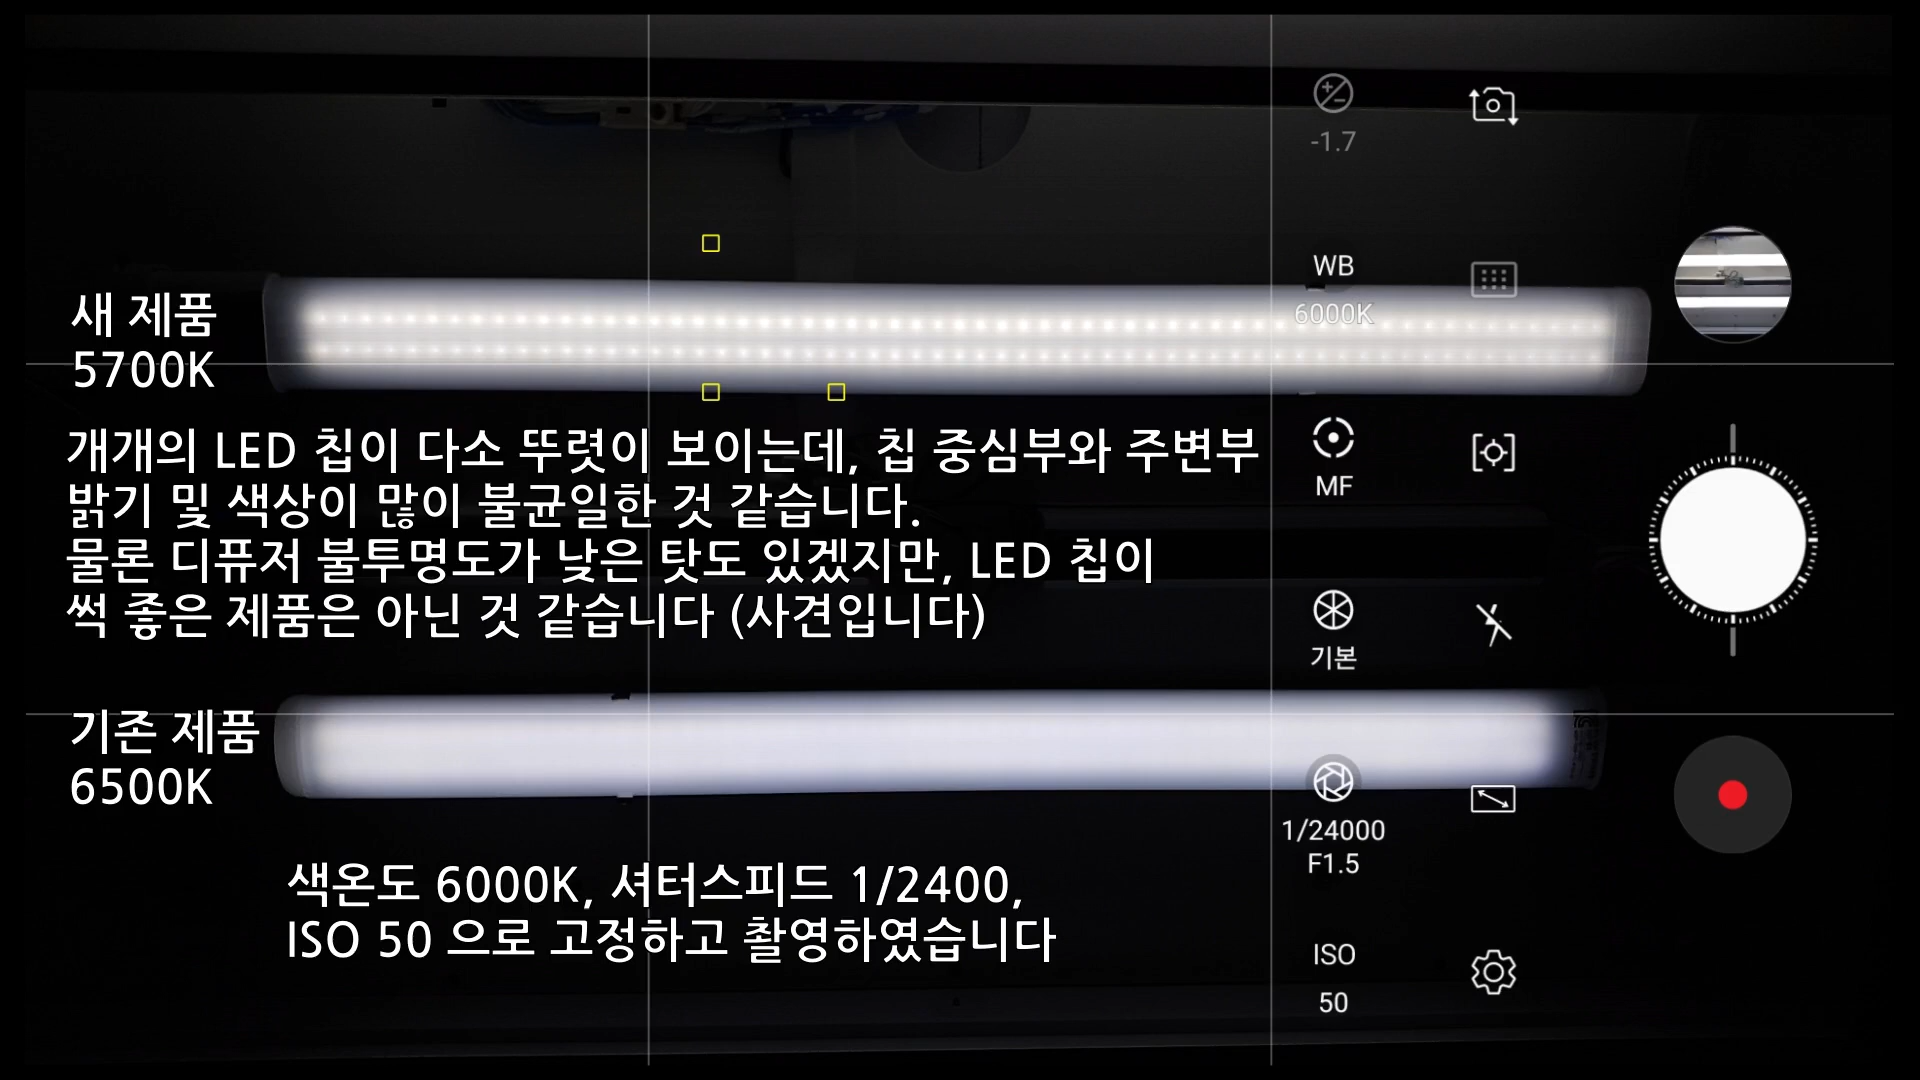 -1.7
WB
6000K
새 제품
5700K
개개의 LED 칩이 다소 뚜렷이 보이는데, 칩 중심부와 주변부
밝기 및 색상이 많이 불균일한 것 같습니다.
물론 디퓨저 불투명도가 낮은 탓도 있겠지만, LED 칩이
썩 좋은 제품은 아닌 것 같습니다 (사견입니다)
MF
기본
기존 제품
6500K
1/24000
F1.5
색온도 6000K, 셔터스피드 1/2400,
ISO 50 으로 고정하고 촬영하였습니다
ISO
50